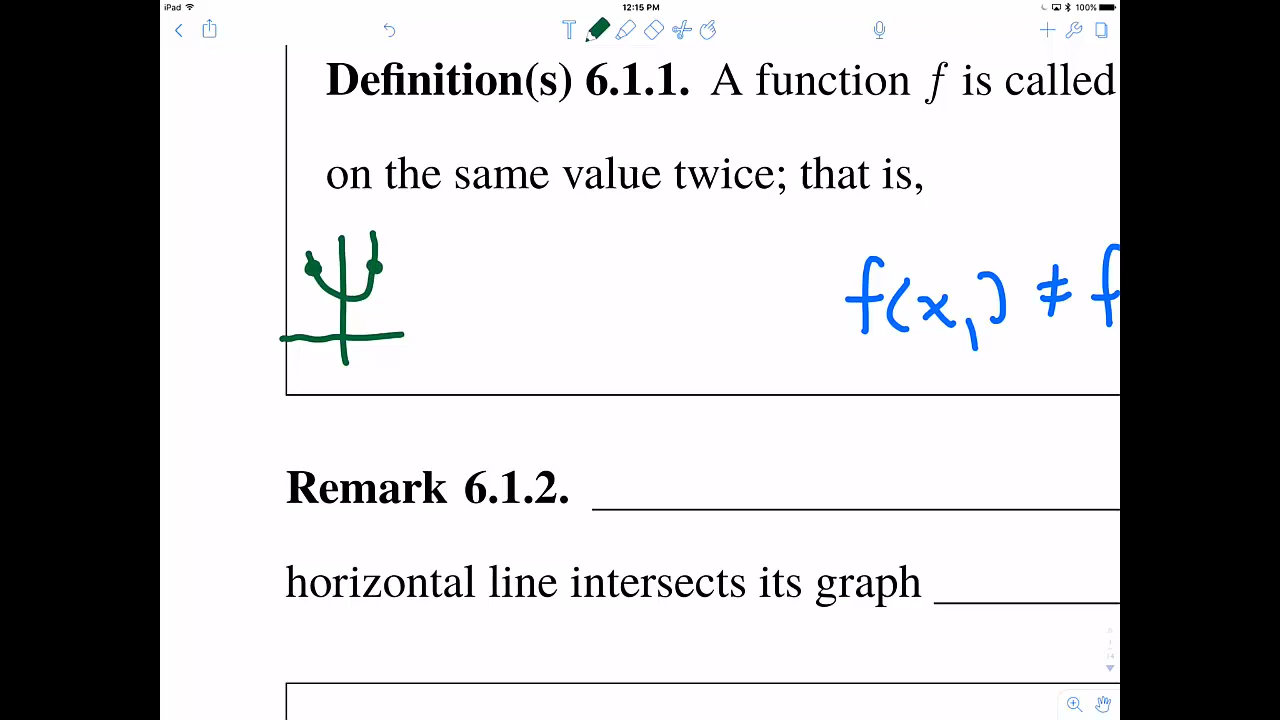 iPad 12:15 PM 100%
T
Definition(s) 6.1.1. A function f is called
on the same value twice; that is,
f(x₁) ≠ f
Remark 6.1.2.
horizontal line intersects its graph